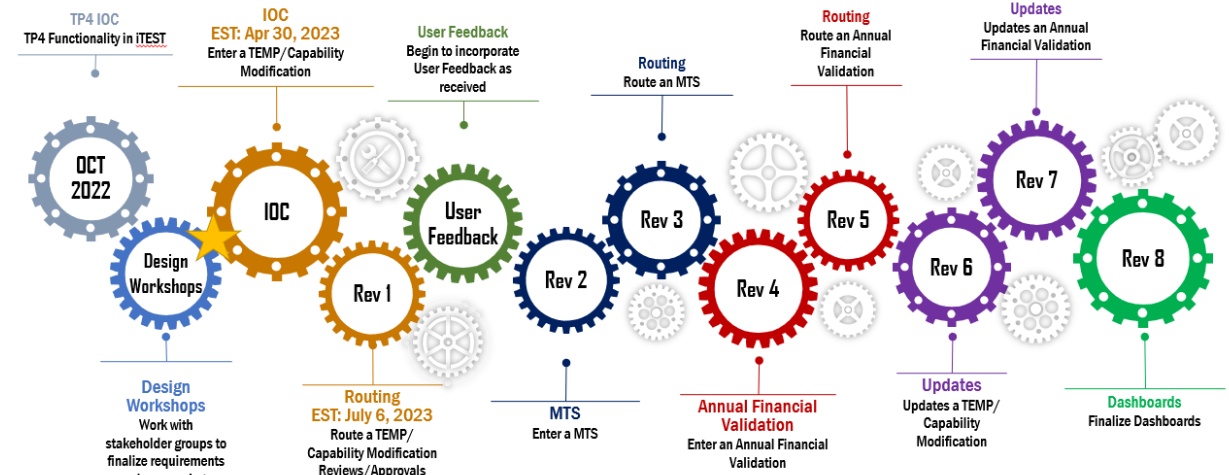 TP4 IOC
TP4 Functionality in iTEST
OCT
2022
Design
Workshops
Design
Workshops
Work with
stakeholder groups to
finalize requirements
IOC
EST: Apr 30, 2023
Enter a TEMP/Capability
Modification
IOC
Rev 1
Routing
EST: July 6, 2023
Route a TEMP/
Capability Modification
Reviews/Approvals
User Feedback
Begin to incorporate
User Feedback as
received
User
Feedback
Rev 2
MTS
Enter a MTS
Routing
Route an MTS
Rev 3
Rev 4
Annual Financial
Validation
Enter an Annual Financial
Validation
Routing
Route an Annual
Financial
Validation
Rev 5
Rev 6
Updates
Updates a TEMP/
Capability
Modification
Updates
Updates an Annual
Financial Validation
Rev 7
Rev 8
Dashboards
Finalize Dashboards